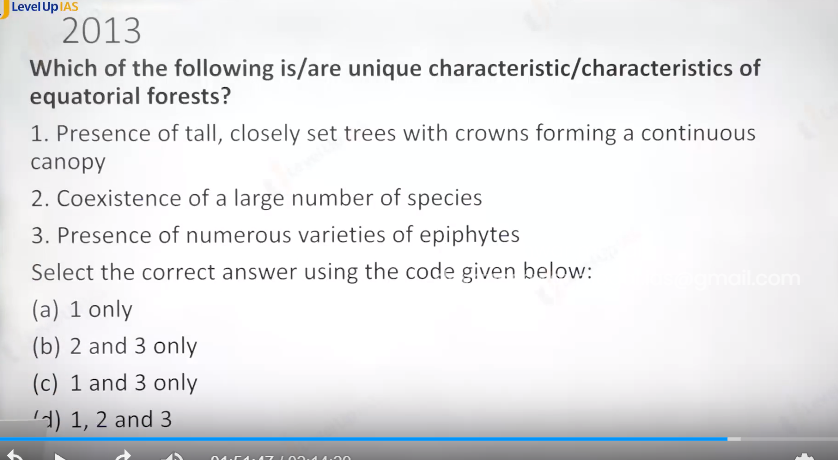 Level Up IAS
2013
Which of the following is/are unique characteristic/characteristics of
equatorial forests?
1. Presence of tall, closely set trees with crowns forming a continuous
canopy
2. Coexistence of a large number of species
3. Presence of numerous varieties of epiphytes
Select the correct answer using the code given below:
gmail.com
(a) 1 only
(b) 2 and 3 only
(c) 1 and 3 only
(d) 1, 2 and 3